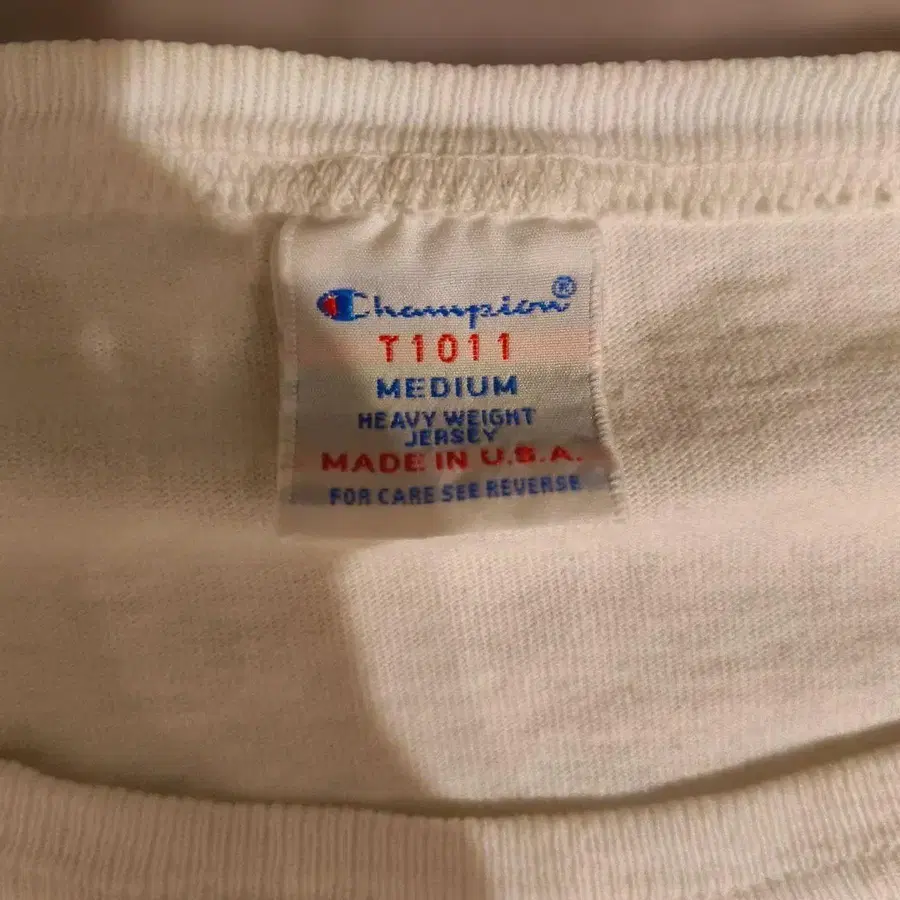 Champion®
T1011
MEDIUM
HEAVY WEIGHT
JERSEY
MADE IN U.S.A.
FOR CARE SEE REVERSE